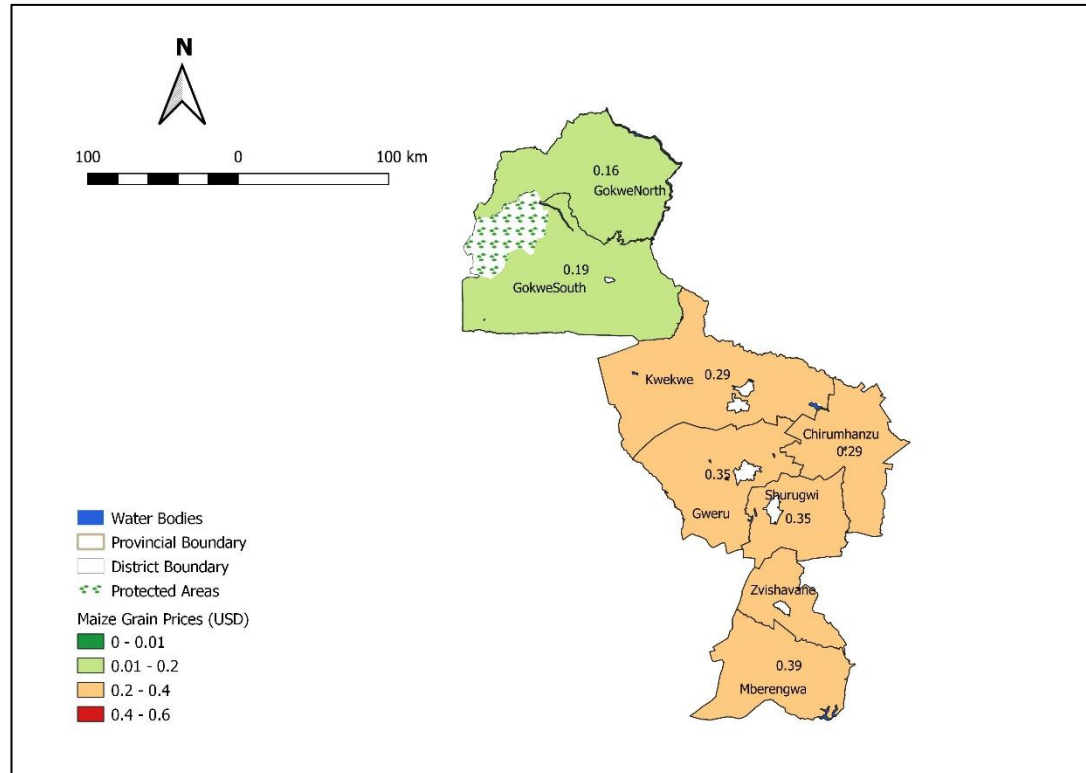 N
100 0 100 km
0.16
GokweNorth
0.19
GokweSouth
Kwekwe 0.29
Chirumhanzu
0.29
0.35
Gweru
Shurugwi
0.35
Zvishavane
0.39
Mberengwa
Water Bodies
Provincial Boundary
District Boundary
Protected Areas
Maize Grain Prices (USD)
0 - 0.01
0.01 - 0.2
0.2 - 0.4
0.4 - 0.6